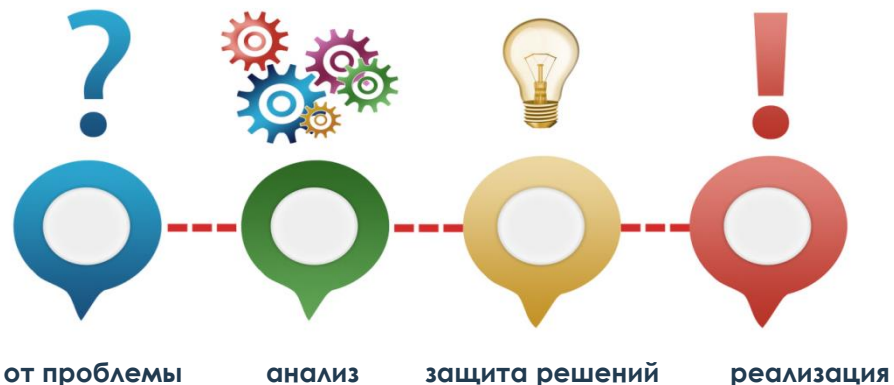 от проблемы анализ защита решений реализация